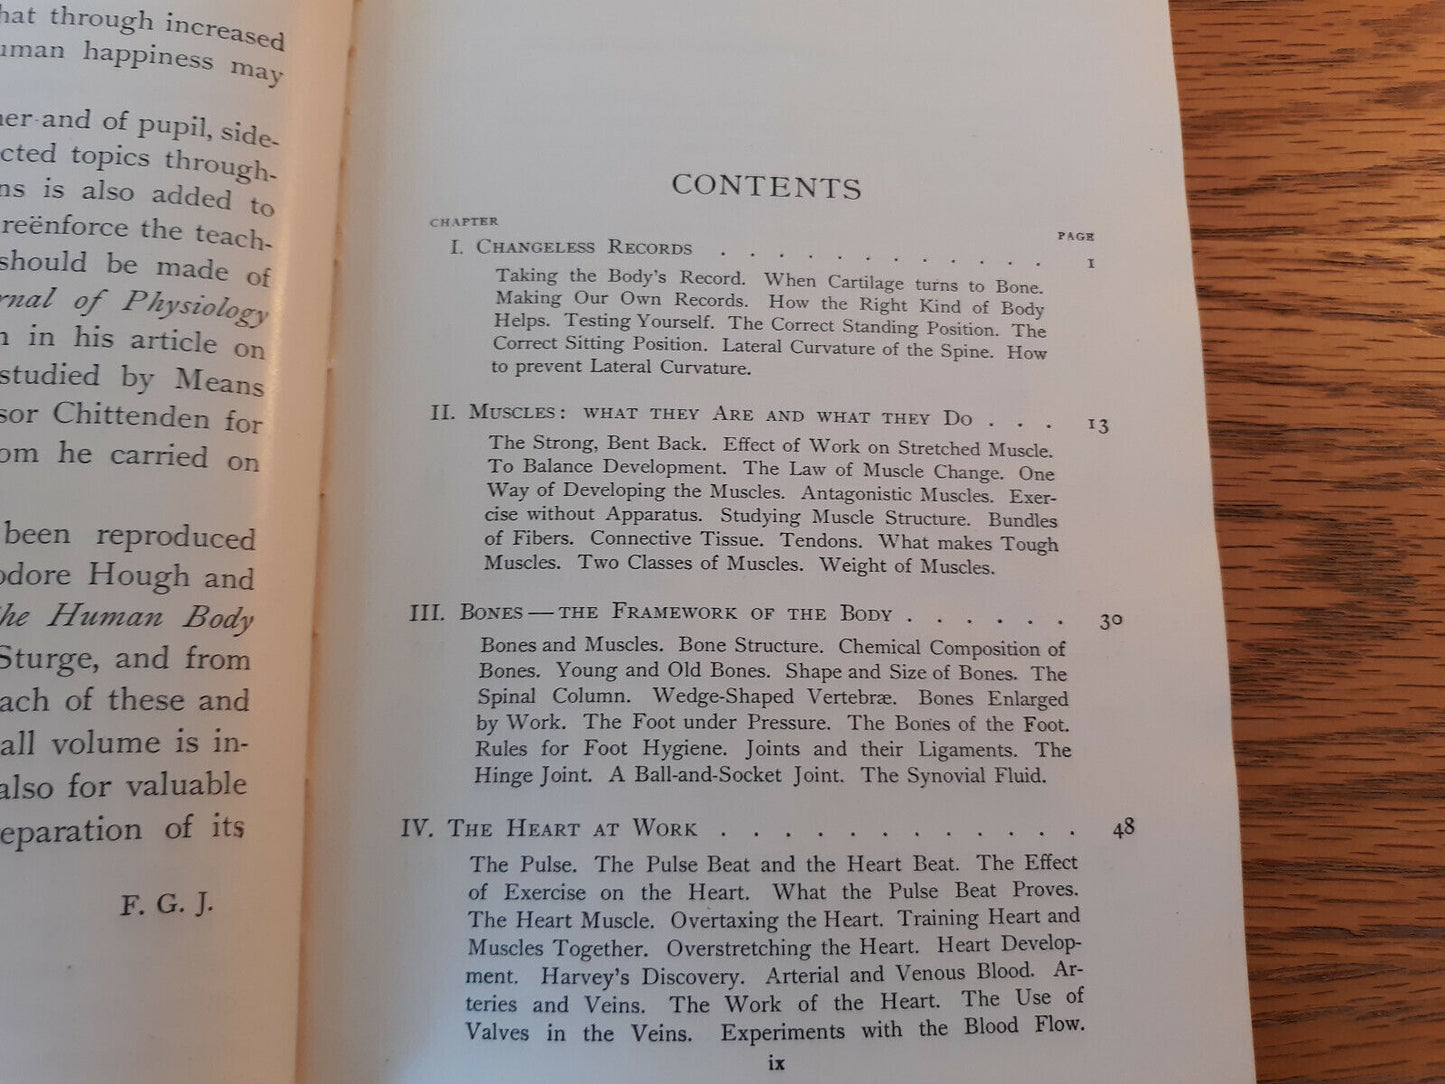 that through increased
human happiness may
and of pupil, side-
topics through-
is also added to
reënforce the teach-
should be made of
of Physiology
in his article on
studied by Means
Chittenden for
he carried on
been reproduced
Hough and
Human Body
Sturge, and from
of these and
all volume is in-
also for valuable
of its
F. G. J.
CONTENTS
CHAPTER PAGE
I. CHANGELESS RECORDS . . . . . . . . . . . . 1
Taking the Body's Record. When Cartilage turns to Bone.
Making Our Own Records. How the Right Kind of Body
Helps. Testing Yourself. The Correct Standing Position. The
Correct Sitting Position. Lateral Curvature of the Spine. How
to prevent Lateral Curvature.
II. MUSCLES: WHAT THEY ARE AND WHAT THEY DO . . . 13
The Strong, Bent Back. Effect of Work on Stretched Muscle.
To Balance Development. The Law of Muscle Change. One
Way of Developing the Muscles. Antagonistic Muscles. Exer-
cise without Apparatus. Studying Muscle Structure. Bundles
of Fibers. Connective Tissue. Tendons. What makes Tough
Muscles. Two Classes of Muscles. Weight of Muscles.
III. BONES — THE FRAMEWORK OF THE BODY . . . . . . 30
Bones and Muscles. Bone Structure. Chemical Composition of
Bones. Young and Old Bones. Shape and Size of Bones. The
Spinal Column. Wedge-Shaped Vertebræ. Bones Enlarged
by Work. The Foot under Pressure. The Bones of the Foot.
Rules for Foot Hygiene. Joints and their Ligaments. The
Hinge Joint. A Ball-and-Socket Joint. The Synovial Fluid.
IV. THE HEART AT WORK . . . . . . . . . . . . 48
The Pulse. The Pulse Beat and the Heart Beat. The Effect
of Exercise on the Heart. What the Pulse Beat Proves.
The Heart Muscle. Overtaxing the Heart. Training Heart and
Muscles Together. Overstretching the Heart. Heart Develop-
ment. Harvey's Discovery. Arterial and Venous Blood. Ar-
teries and Veins. The Work of the Heart. The Use of
Valves in the Veins. Experiments with the Blood Flow.
ix